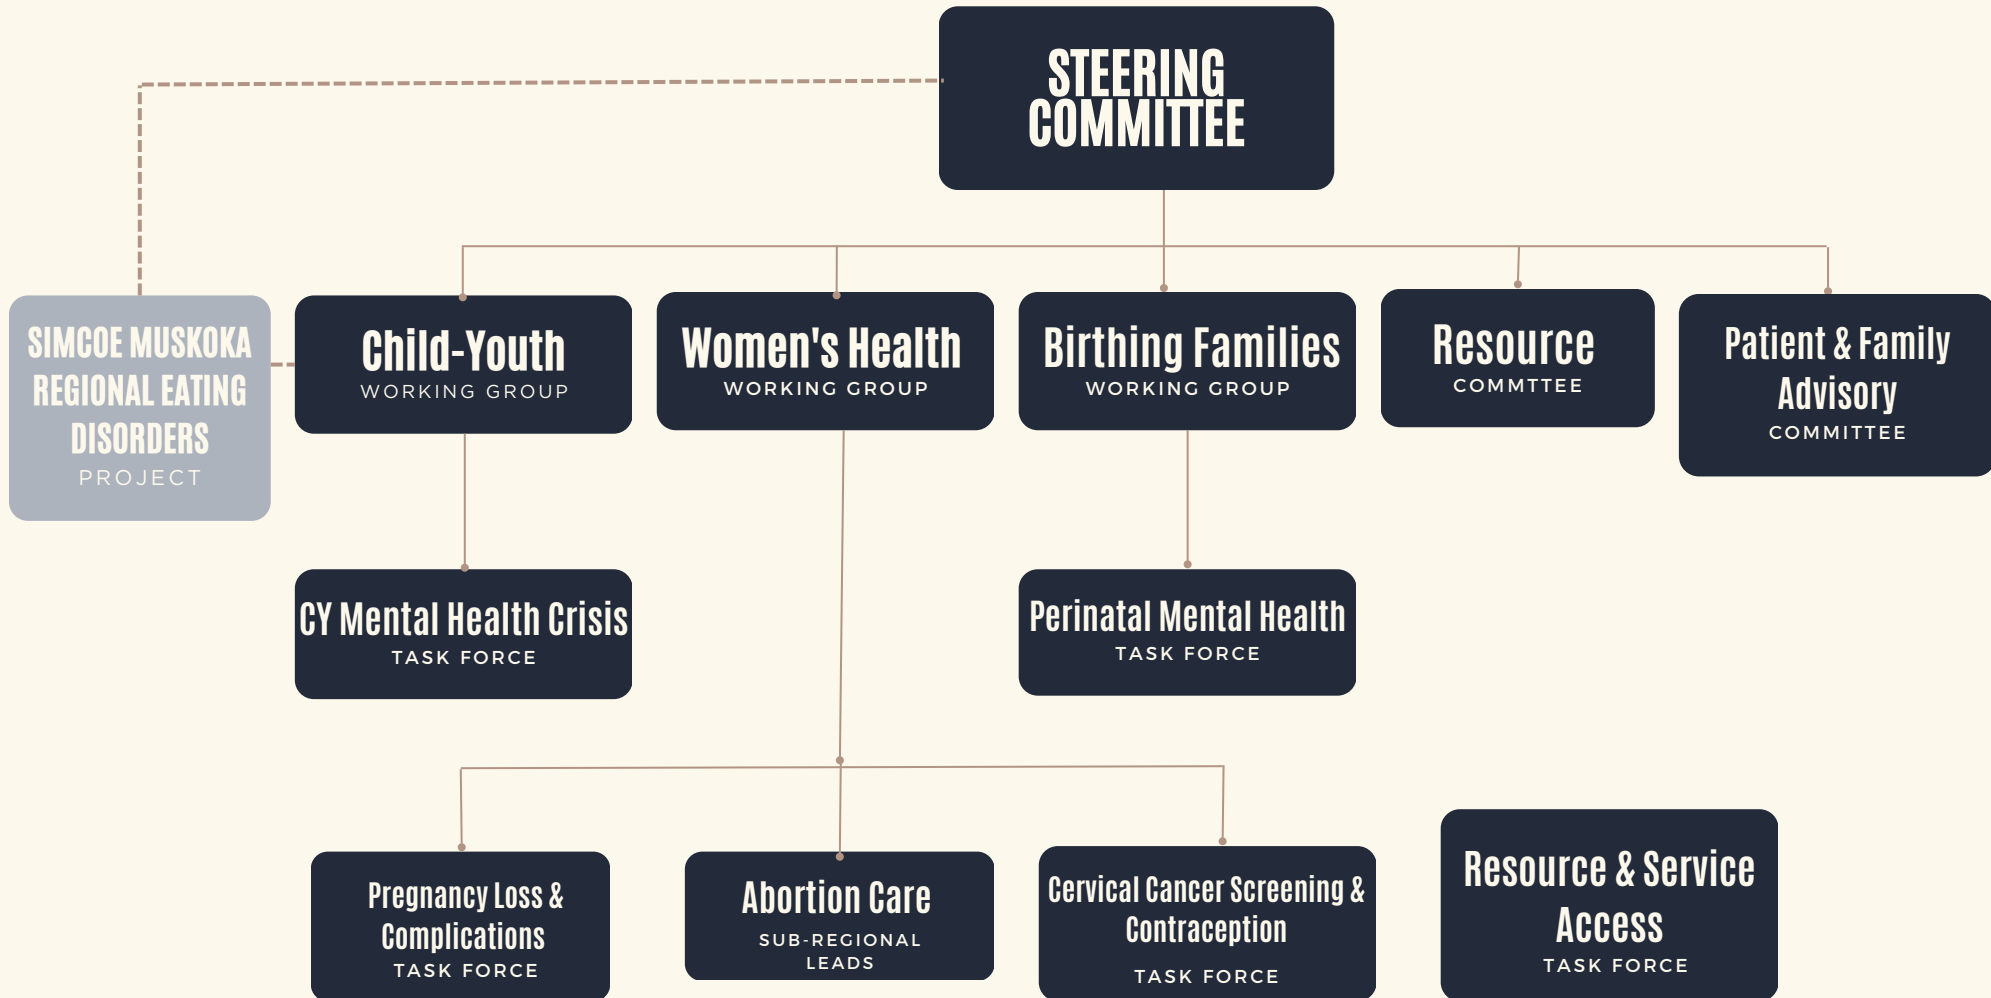 STEERING
COMMITTEE
SIMCOE MUSKOKA
REGIONAL EATING
DISORDERS
PROJECT
Child-Youth
WORKING GROUP
Women's Health
WORKING GROUP
Birthing Families
WORKING GROUP
Resource
COMMTTEE
Patient & Family
Advisory
COMMITTEE
CY Mental Health Crisis
TASK FORCE
Perinatal Mental Health
TASK FORCE
Pregnancy Loss &
Complications
TASK FORCE
Abortion Care
SUB-REGIONAL
LEADS
Cervical Cancer Screening &
Contraception
TASK FORCE
Resource & Service
Access
TASK FORCE